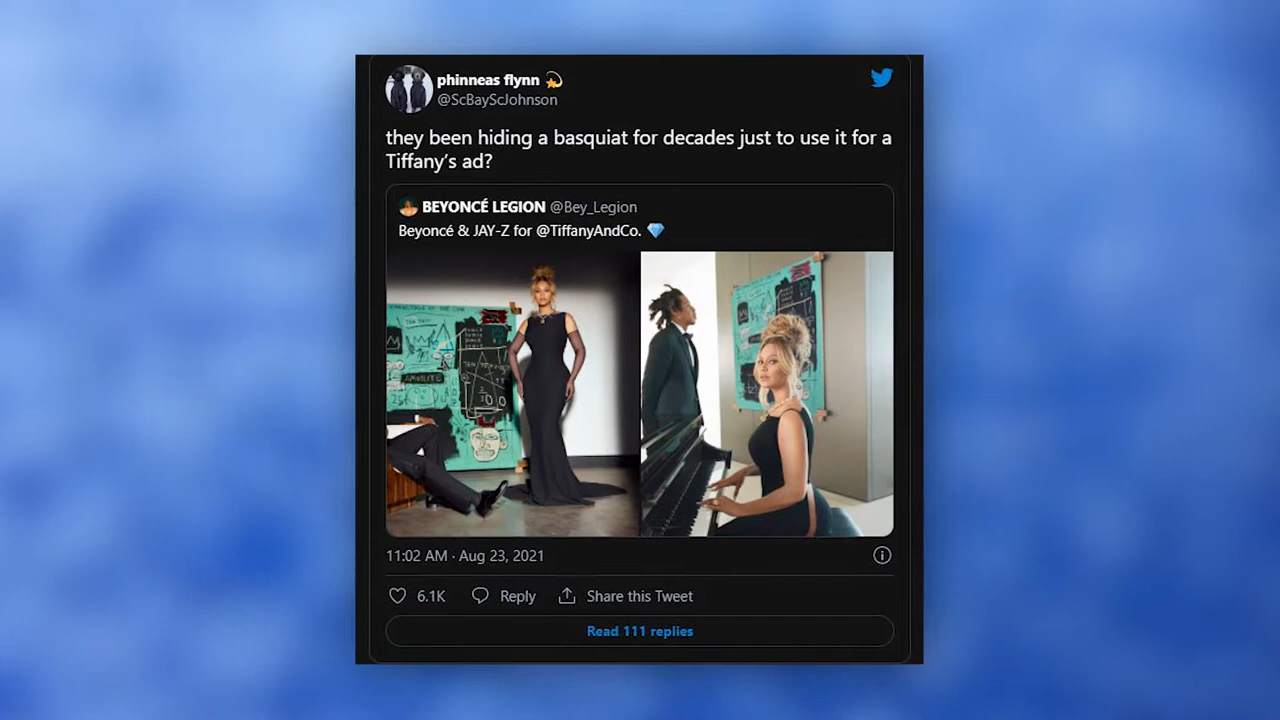 phinneas flynn 💫
@ScBayScJohnson
they been hiding a basquiat for decades just to use it for a
Tiffany's ad?
BEYONCÉ LEGION @Bey_Legion
Beyoncé & JAY-Z for @TiffanyAndCo. 💎
11:02 AM · Aug 23, 2021
6.1K Reply Share this Tweet
Read 111 replies